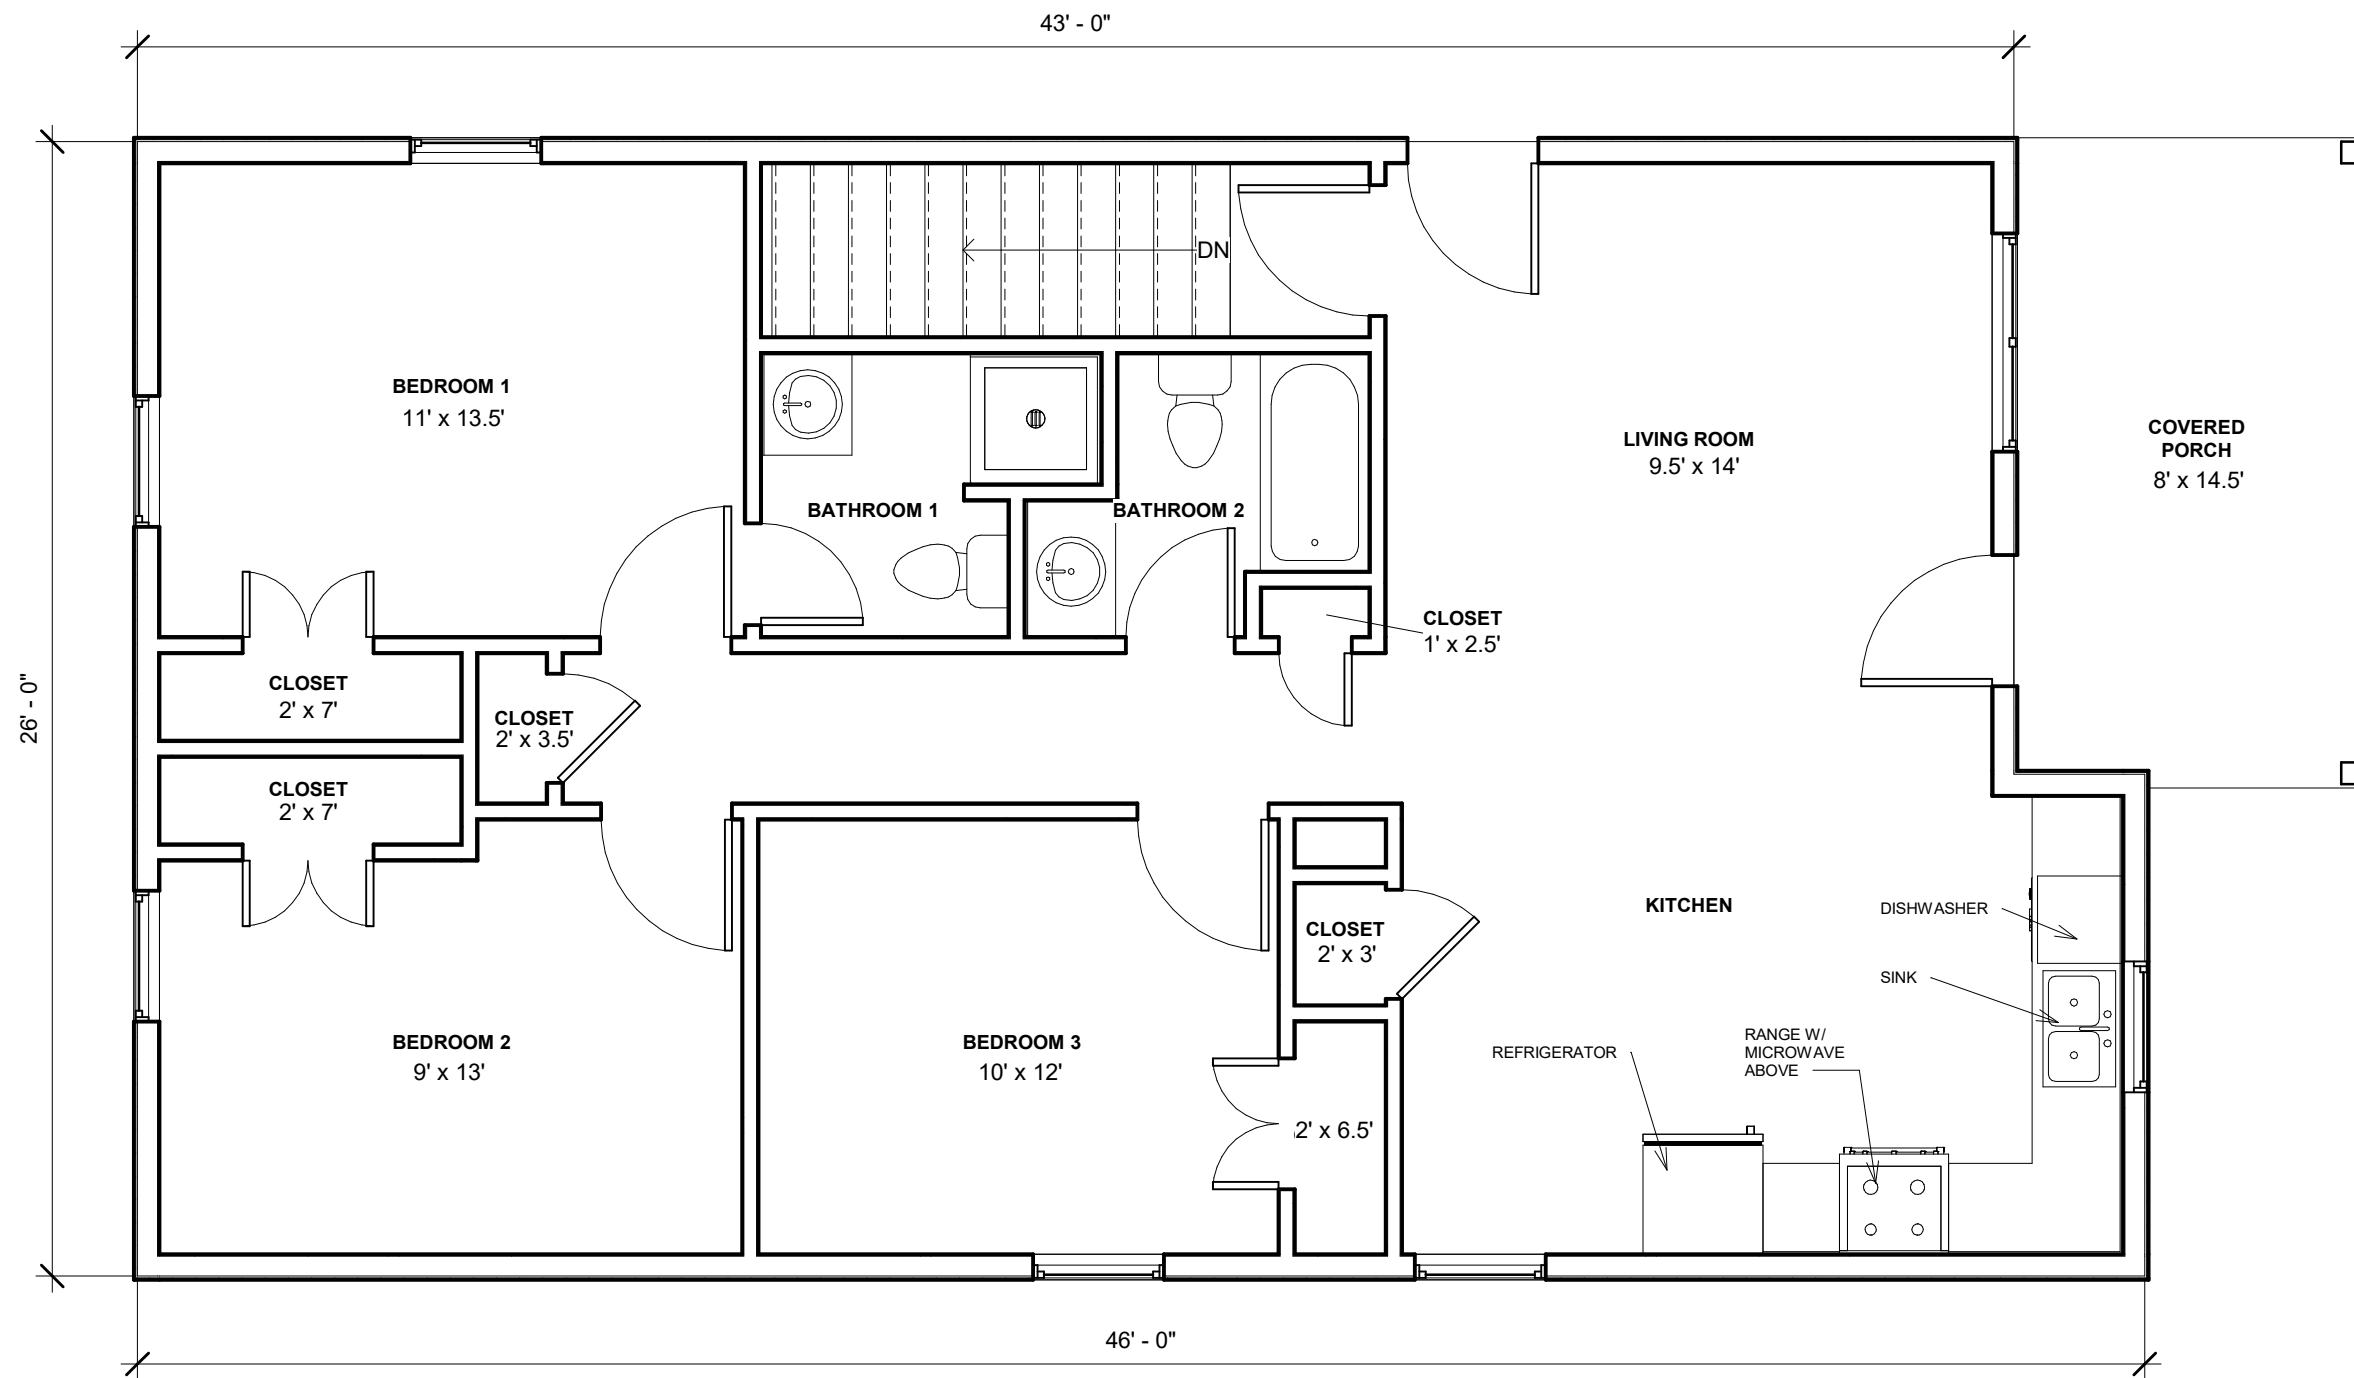 43' - 0"
DN
BEDROOM 1
11' x 13.5'
LIVING ROOM
9.5' x 14'
COVERED
PORCH
8' x 14.5'
BATHROOM 1
BATHROOM 2
CLOSET
1' x 2.5'
CLOSET
2' x 7'
CLOSET
2' x 3.5'
26' - 0"
CLOSET
2' x 7'
KITCHEN
DISHWASHER
CLOSET
2' x 3'
SINK
BEDROOM 2
9' x 13'
BEDROOM 3
10' x 12'
REFRIGERATOR
RANGE W/
MICROWAVE
ABOVE
2' x 6.5'
46' - 0"